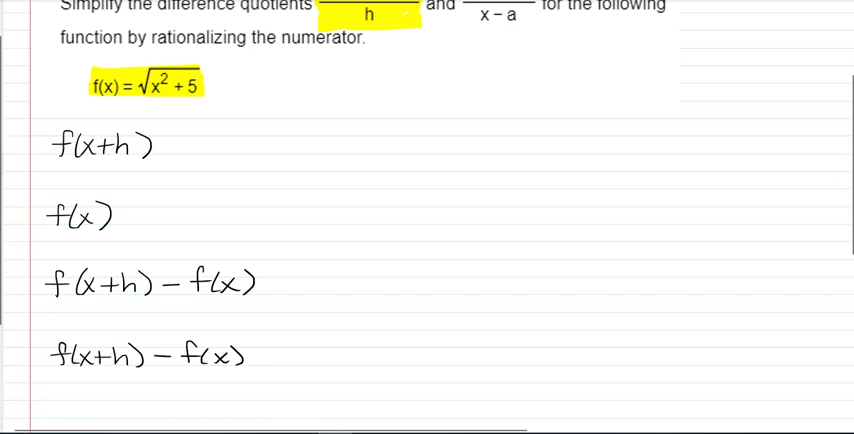 Simplify the difference quotients h and x - a for the following
function by rationalizing the numerator.
f(x) = √x² + 5
f(x+h)
f(x)
f(x+h) - f(x)
f(x+h) - f(x)